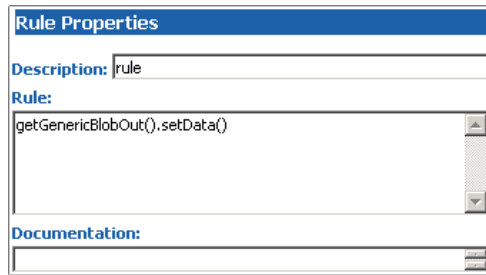 Rule Properties
Description: rule
Rule:
getGenericBlobOut().setData()
Documentation: